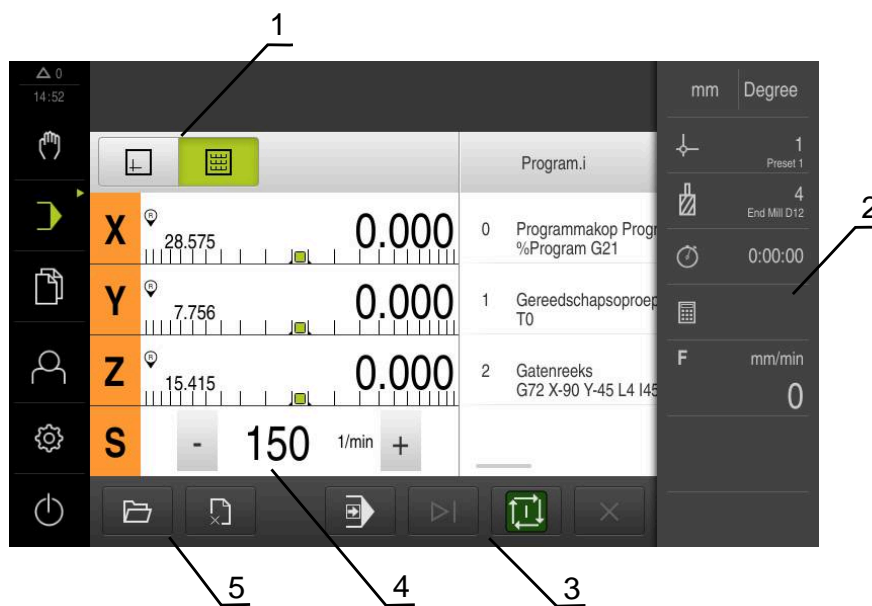 1
0
14:52
mm Degree
1
Preset 1
4
End Mill D12
2
0:00:00
F mm/min
0
Program.i
X R 28.575 0.000
Y R 7.756 0.000
Z R 15.415 0.000
S - 150 1/min +
0 Programmakop Progr
%Program G21
1 Gereedschapsoproep
T0
2 Gatenreeks
G72 X-90 Y-45 L4 I45
I
5
4
3